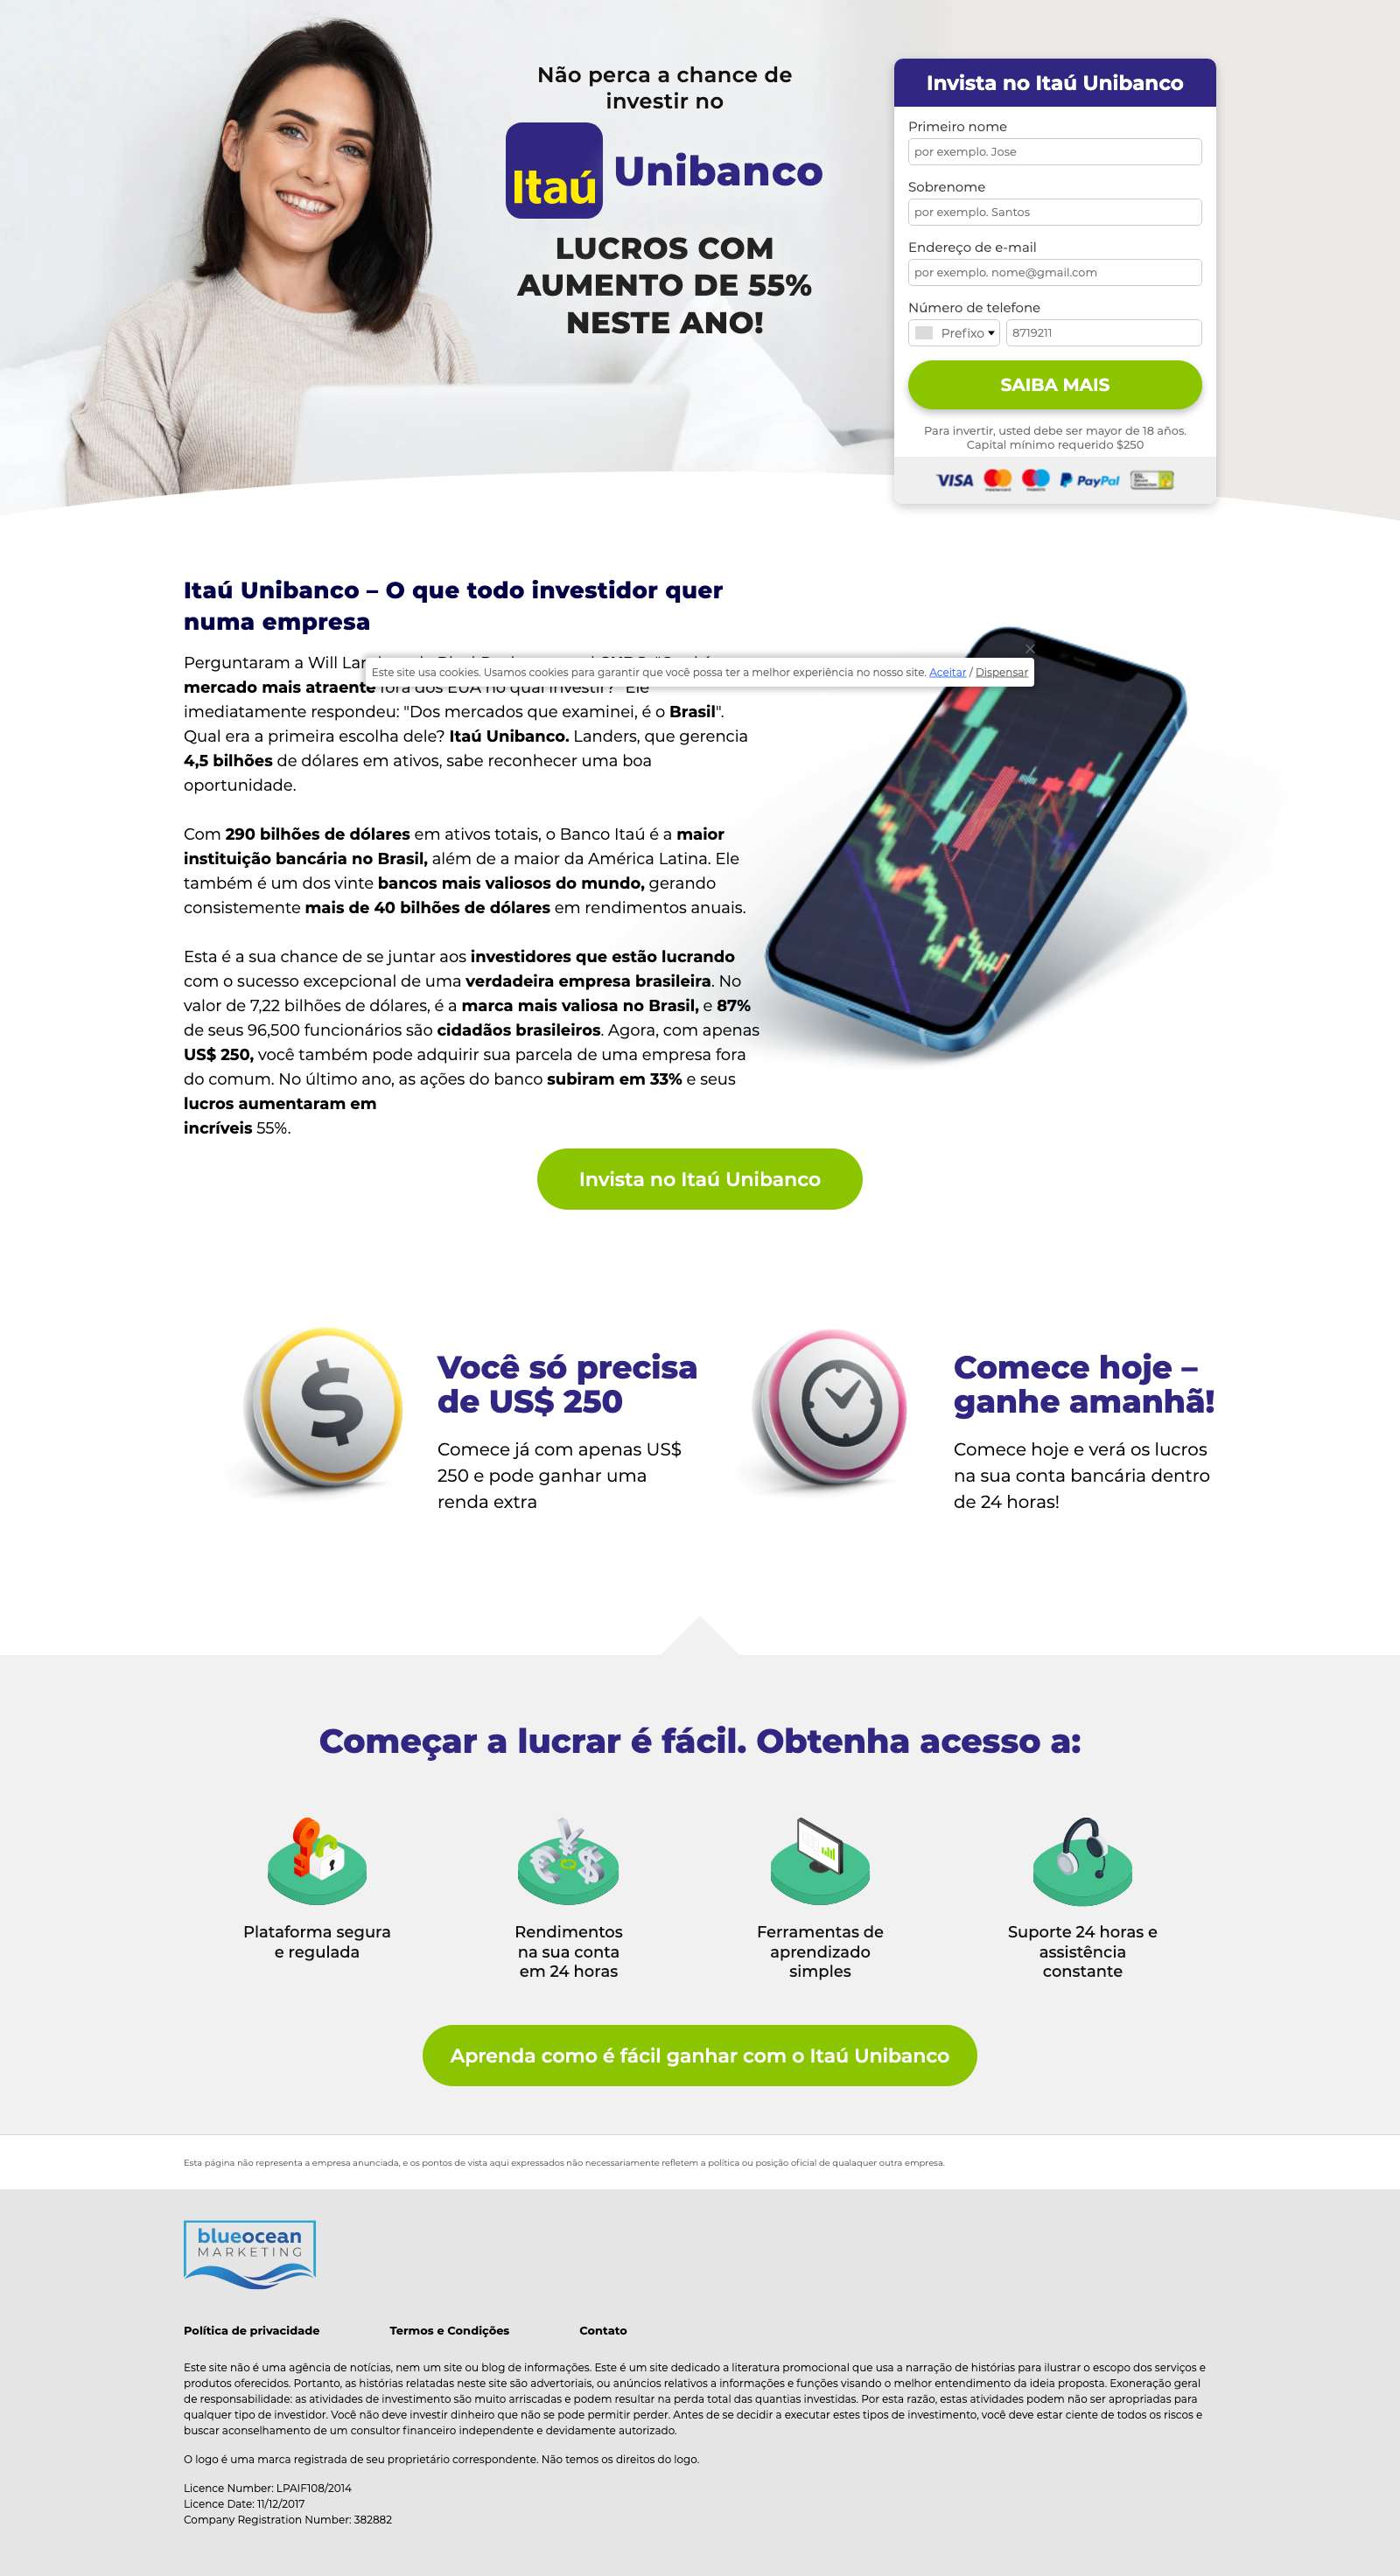 Não perca a chance de
investir no
Itaú Unibanco
LUCROS COM
AUMENTO DE 55%
NESTE ANO!
Invista no Itaú Unibanco
Primeiro nome
por exemplo. Jose
Sobrenome
por exemplo. Santos
Endereço de e-mail
por exemplo. nome@gmail.com
Número de telefone
Prefixo 8719211
SAIBA MAIS
Para invertir, usted debe ser mayor de 18 años.
Capital mínimo requerido $250
VISA PayPal
Itaú Unibanco – O que todo investidor quer
numa empresa
Perguntaram a Will
Este site usa cookies. Usamos cookies para garantir que você possa ter a melhor experiência no nosso site. Aceitar / Dispensar
mercado mais atraente fora dos EUA no qual investir?" Ele
imediatamente respondeu: "Dos mercados que examinei, é o Brasil".
Qual era a primeira escolha dele? Itaú Unibanco. Landers, que gerencia
4,5 bilhões de dólares em ativos, sabe reconhecer uma boa
oportunidade.
Com 290 bilhões de dólares em ativos totais, o Banco Itaú é a maior
instituição bancária no Brasil, além de a maior da América Latina. Ele
também é um dos vinte bancos mais valiosos do mundo, gerando
consistemente mais de 40 bilhões de dólares em rendimentos anuais.
Esta é a sua chance de se juntar aos investidores que estão lucrando
com o sucesso excepcional de uma verdadeira empresa brasileira. No
valor de 7,22 bilhões de dólares, é a marca mais valiosa no Brasil, e 87%
de seus 96,500 funcionários são cidadãos brasileiros. Agora, com apenas
US$ 250, você também pode adquirir sua parcela de uma empresa fora
do comum. No último ano, as ações do banco subiram em 33% e seus
lucros aumentaram em
incríveis 55%.
Invista no Itaú Unibanco
Você só precisa
de US$ 250
Comece já com apenas US$
250 e pode ganhar uma
renda extra
Comece hoje –
ganhe amanhã!
Comece hoje e verá os lucros
na sua conta bancária dentro
de 24 horas!
Começar a lucrar é fácil. Obtenha acesso a:
Plataforma segura
e regulada
Rendimentos
na sua conta
em 24 horas
Ferramentas de
aprendizado
simples
Suporte 24 horas e
assistência
constante
Aprenda como é fácil ganhar com o Itaú Unibanco
Esta página não representa a empresa anunciada, e os pontos de vista aqui expressados não necessariamente refletem a política ou posição oficial de qualaquer outra empresa.
blueocean
MARKETING
Política de privacidade Termos e Condições Contato
Este site não é uma agência de notícias, nem um site ou blog de informações. Este é um site dedicado a literatura promocional que usa a narração de histórias para ilustrar o escopo dos serviços e
produtos oferecidos. Portanto, as histórias relatadas neste site são advertoriais, ou anúncios relativos a informações e funções visando o melhor entendimento da ideia proposta. Exoneração geral
de responsabilidade: as atividades de investimento são muito arriscadas e podem resultar na perda total das quantias investidas. Por esta razão, estas atividades podem não ser apropriadas para
qualquer tipo de investidor. Você não deve investir dinheiro que não se pode permitir perder. Antes de se decidir a executar estes tipos de investimento, você deve estar ciente de todos os riscos e
buscar aconselhamento de um consultor financeiro independente e devidamente autorizado.
O logo é uma marca registrada de seu proprietário correspondente. Não temos os direitos do logo.
Licence Number: LPAIF108/2014
Licence Date: 11/12/2017
Company Registration Number: 382882